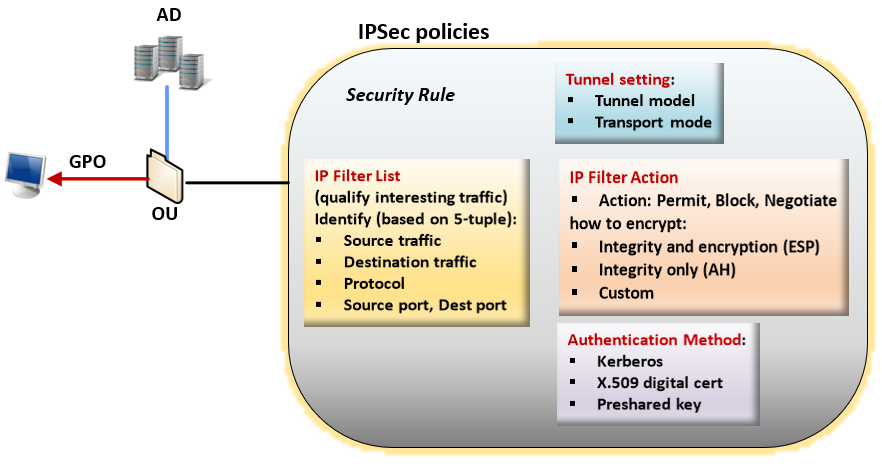 AD
IPSec policies
Security Rule
Tunnel setting:
▪ Tunnel model
▪ Transport mode
GPO
OU
IP Filter List
(qualify interesting traffic)
Identify (based on 5-tuple):
▪ Source traffic
▪ Destination traffic
▪ Protocol
▪ Source port, Dest port
IP Filter Action
▪ Action: Permit, Block, Negotiate
how to encrypt:
▪ Integrity and encryption (ESP)
▪ Integrity only (AH)
▪ Custom
Authentication Method:
▪ Kerberos
▪ X.509 digital cert
▪ Preshared key